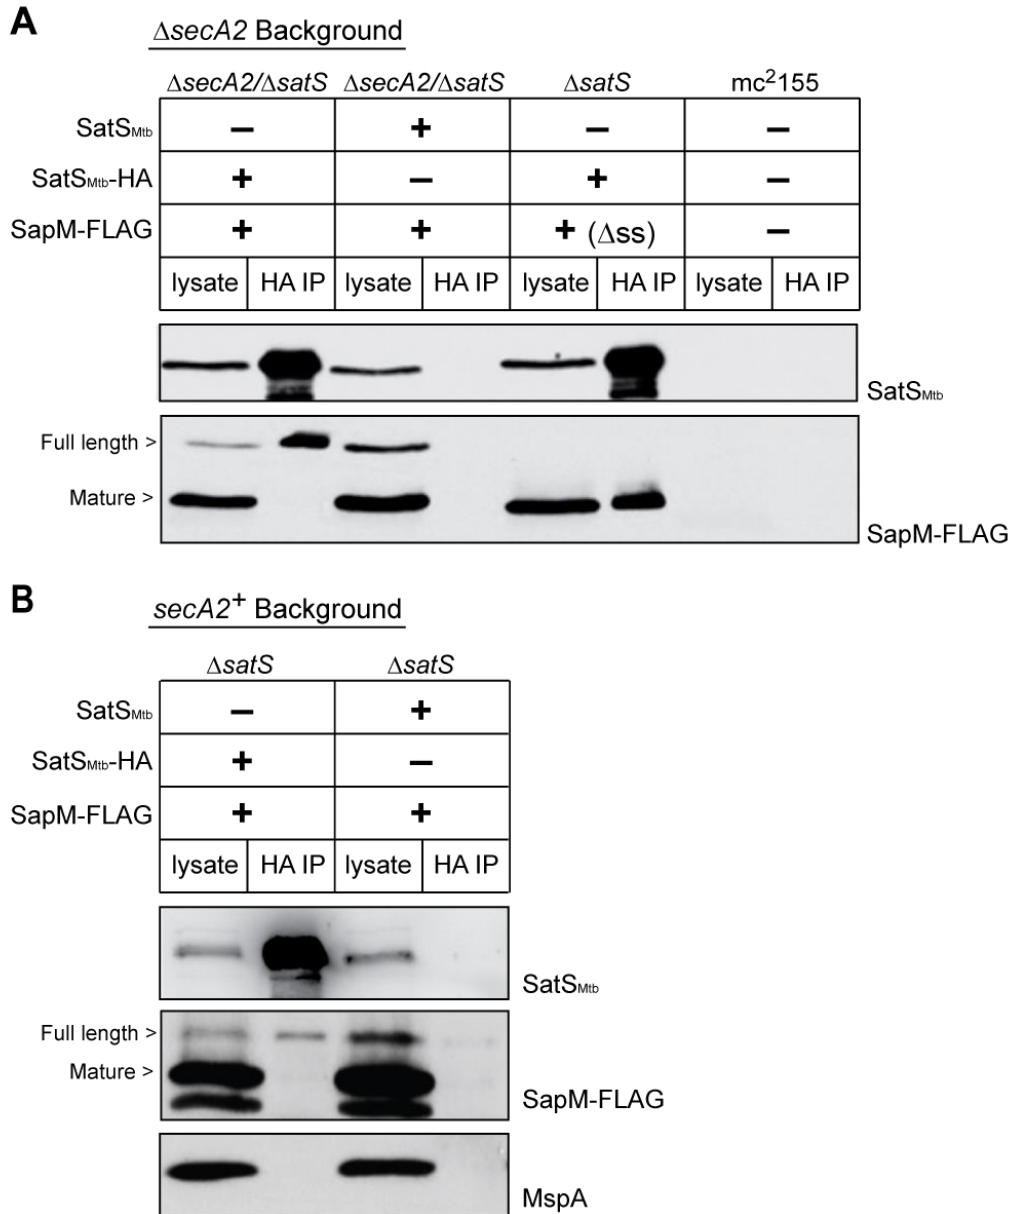 A
ΔsecA2 Background
ΔsecA2/ΔsatS ΔsecA2/ΔsatS ΔsatS mc²155
SatSMtb − + − −
SatSMtb-HA + − + −
SapM-FLAG + + + (Δss) −
lysate HA IP lysate HA IP lysate HA IP lysate HA IP
SatSMtb
Full length >
Mature >
SapM-FLAG
B
secA2⁺ Background
ΔsatS ΔsatS
SatSMtb − +
SatSMtb-HA + −
SapM-FLAG + +
lysate HA IP lysate HA IP
SatSMtb
Full length >
Mature >
SapM-FLAG
MspA